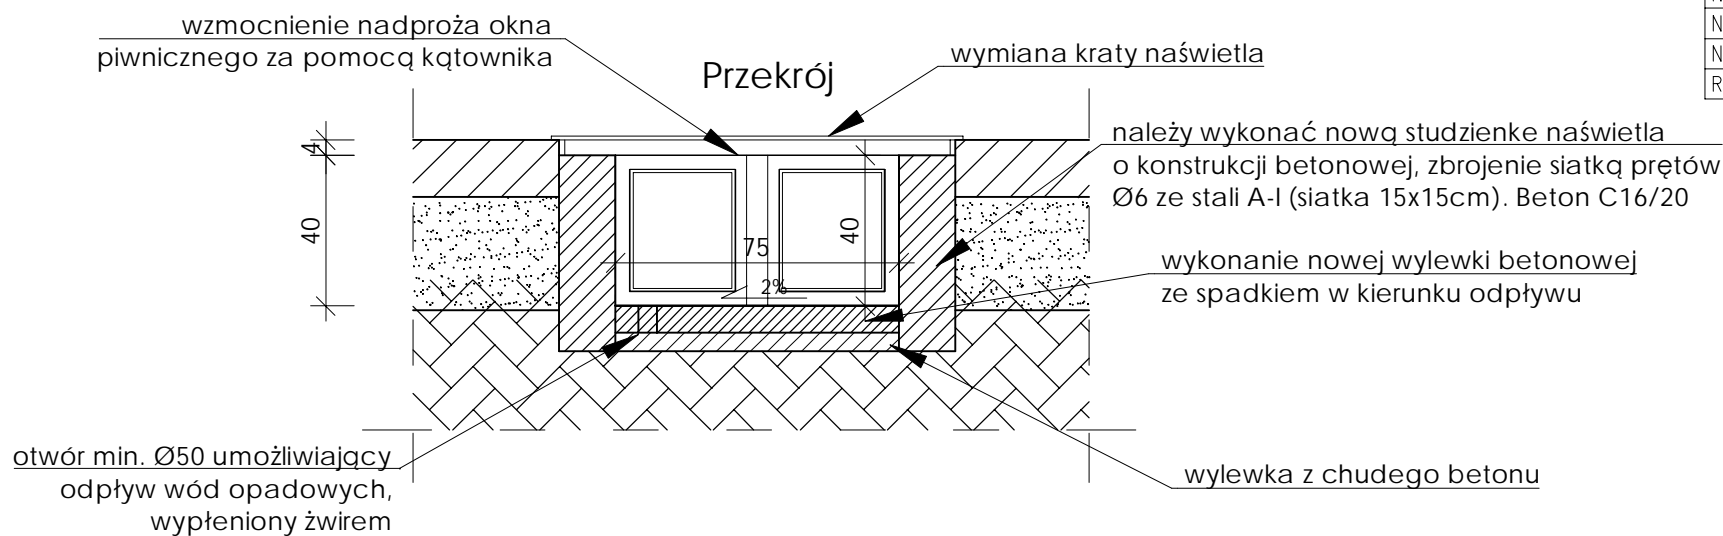 wzmocnienie nadproża okna
piwnicznego za pomocą kątownika
Przekrój
wymiana kraty naświetla
N
N
R
należy wykonać nową studzienke naświetla
o konstrukcji betonowej, zbrojenie siatką prętów
Ø6 ze stali A-I (siatka 15x15cm). Beton C16/20
4
40
75
40
2%
wykonanie nowej wylewki betonowej
ze spadkiem w kierunku odpływu
otwór min. Ø50 umożliwiający
odpływ wód opadowych,
wypłeniony żwirem
wylewka z chudego betonu